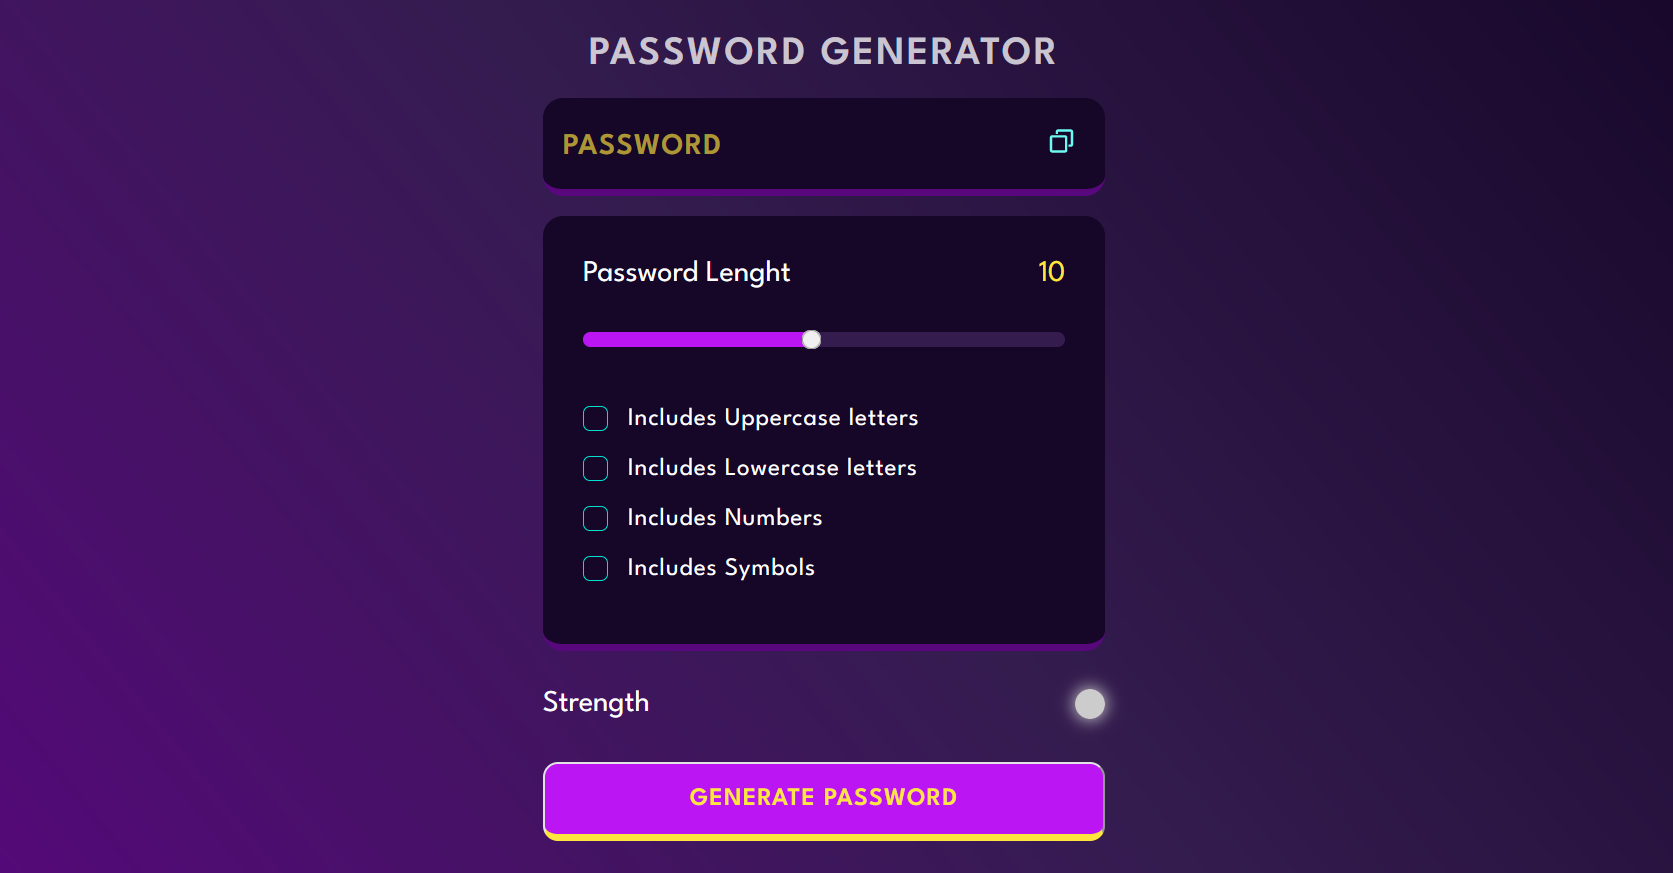 PASSWORD GENERATOR
PASSWORD
Password Lenght 10
Includes Uppercase letters
Includes Lowercase letters
Includes Numbers
Includes Symbols
Strength
GENERATE PASSWORD